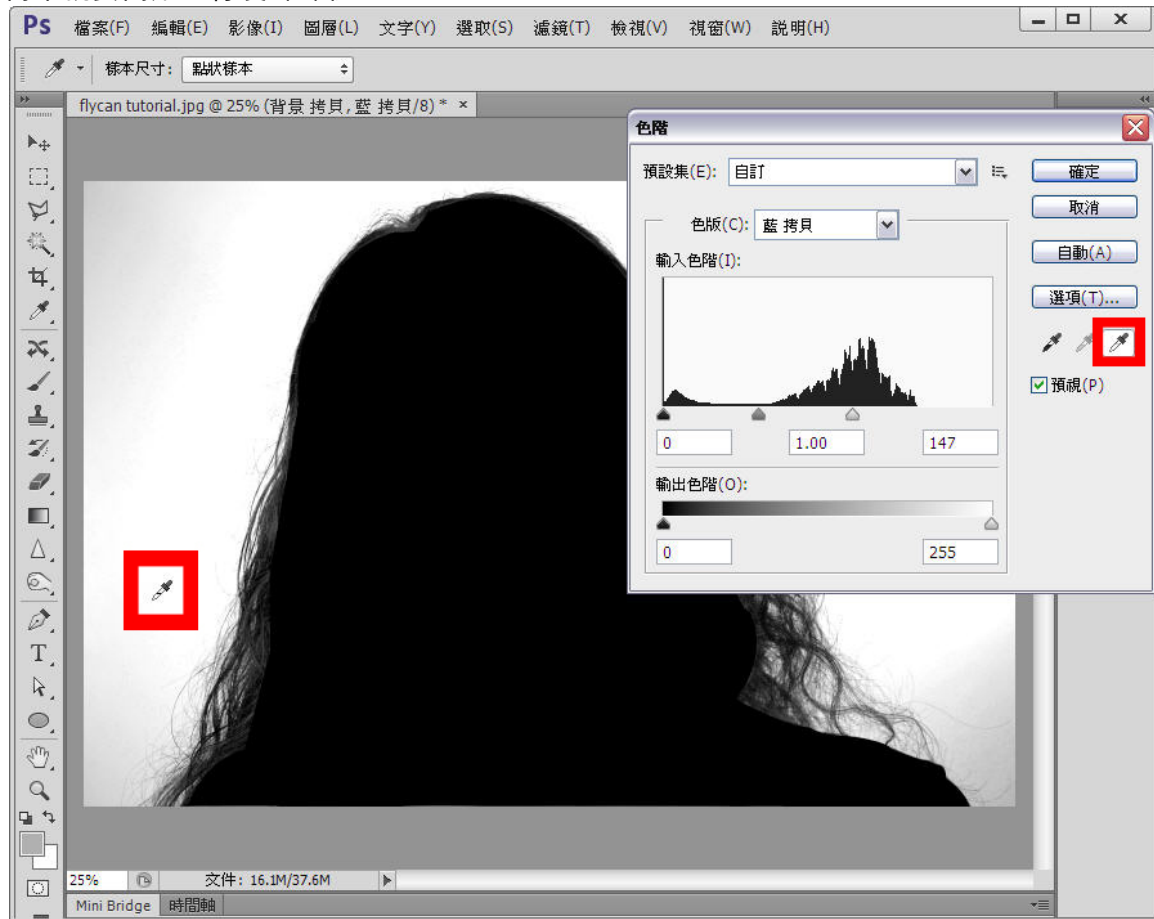 Ps 檔案(F) 編輯(E) 影像(I) 圖層(L) 文字(Y) 選取(S) 濾鏡(T) 檢視(V) 視窗(W) 說明(H)
樣本尺寸: 點狀樣本
flycan tutorial.jpg @ 25% (背景 拷貝, 藍 拷貝/8) * ×
色階
預設集(E): 自訂
確定
取消
色版(C): 藍 拷貝
自動(A)
輸入色階(I):
選項(T)...
預視(P)
0 1.00 147
輸出色階(O):
0 255
T
25% 文件: 16.1M/37.6M
Mini Bridge 時間軸